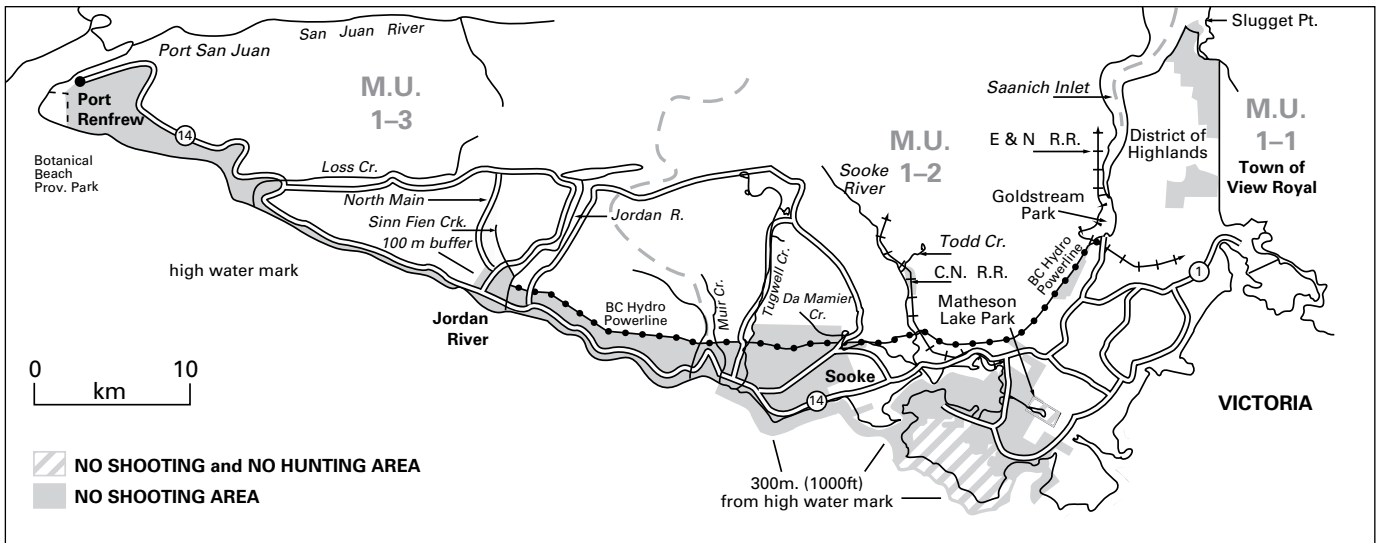 Slugget Pt.
San Juan River
Port San Juan
M.U.
1–3
Saanich Inlet
Port
Renfrew
14
M.U.
1–2
E & N R.R.
District of
Highlands
M.U.
1–1
Town of
View Royal
Botanical
Beach
Prov. Park
Loss Cr.
Sooke
River
North Main
Goldstream
Park
Sinn Fien Crk.
Jordan R.
100 m buffer
Todd Cr.
high water mark
C.N. R.R.
BC Hydro
Powerline
1
Tugwell Cr.
Muir Cr.
Da Mamier
Cr.
BC Hydro
Powerline
Matheson
Lake Park
Jordan
River
0 10
km
Sooke
14
VICTORIA
NO SHOOTING and NO HUNTING AREA
NO SHOOTING AREA
300m. (1000ft)
from high water mark